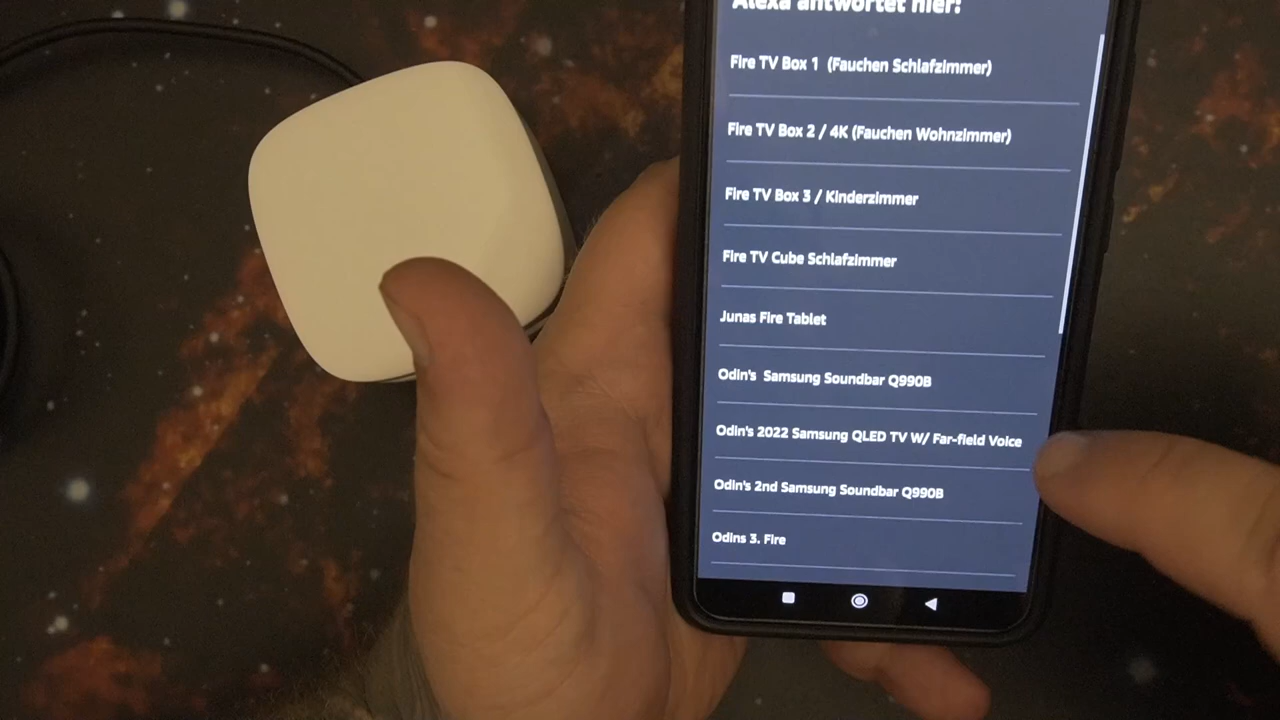 Alexa antwortet hier:
Fire TV Box 1 (Fauchen Schlafzimmer)
Fire TV Box 2 / 4K (Fauchen Wohnzimmer)
Fire TV Box 3 / Kinderzimmer
Fire TV Cube Schlafzimmer
Junas Fire Tablet
Odin's Samsung Soundbar Q990B
Odin's 2022 Samsung QLED TV W/ Far-field Voice
Odin's 2nd Samsung Soundbar Q990B
Odins 3. Fire